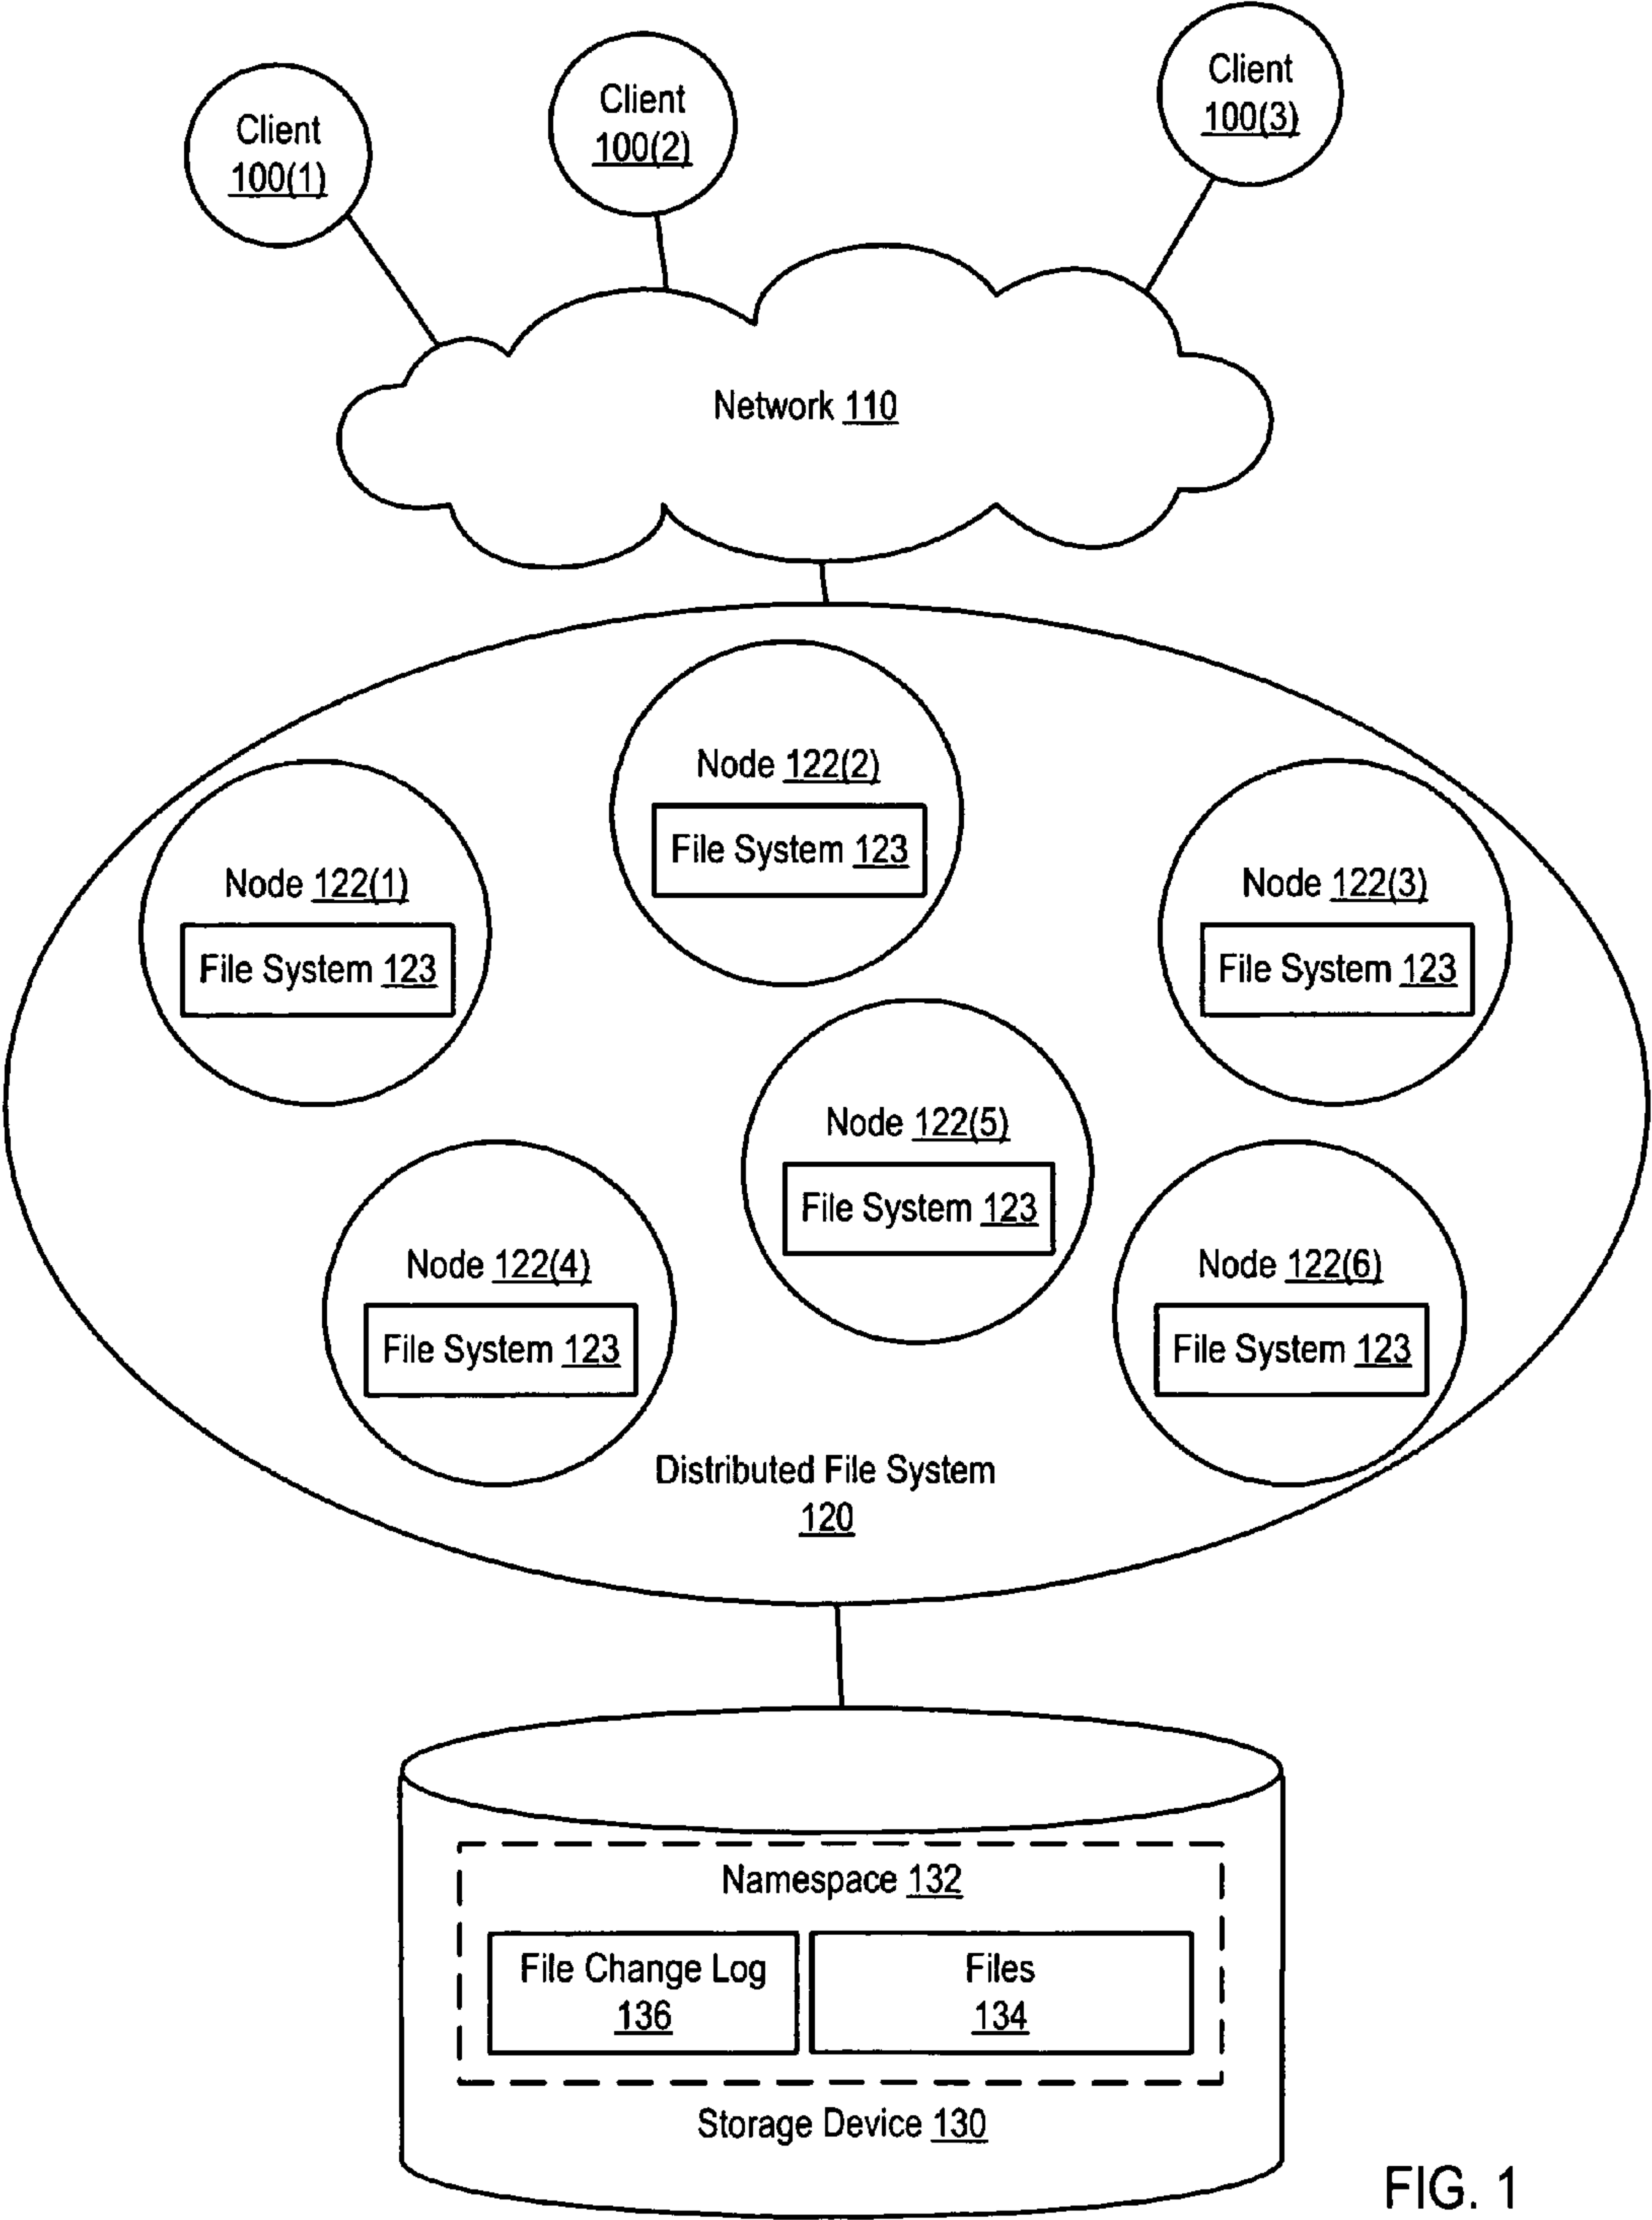 Client
100(1)
Client
100(2)
Client
100(3)
Network 110
Node 122(1)
File System 123
Node 122(2)
File System 123
Node 122(3)
File System 123
Node 122(4)
File System 123
Node 122(5)
File System 123
Node 122(6)
File System 123
Distributed File System
120
Namespace 132
File Change Log
136
Files
134
Storage Device 130
FIG. 1